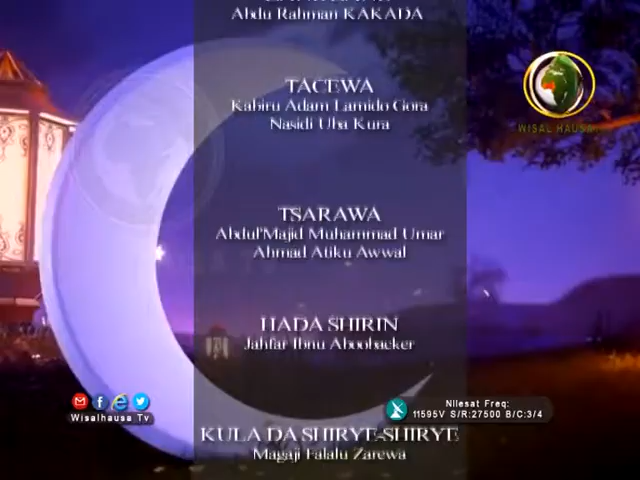 Abdu Rahman KAKADA
TACEWA
Kabiru Adam Lamido Gora
Nasidi Uba Kura
WISAL HAUSA
TSARAWA
Abdul'Majid Muhammad Umar
Ahmad Atiku Awwal
HADA SHIRIN
Jahfar Ibnu Aboobacker
Wisalhausa Tv
Nilesat Freq:
11595V S/R:27500 B/C:3/4
KULA DA SHIRYE-SHIRYE
Magaji Falalu Zarewa